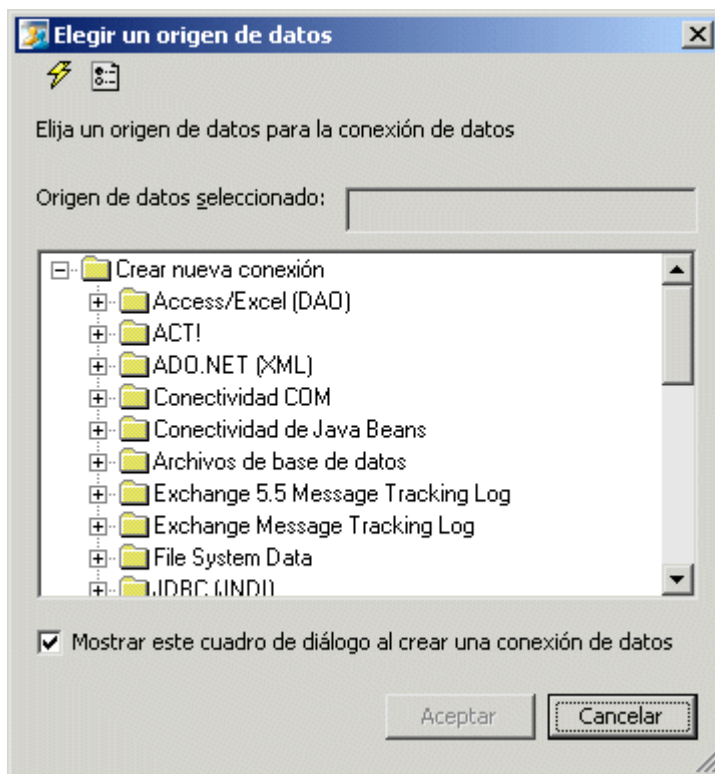 Elegir un origen de datos
Elija un origen de datos para la conexión de datos
Origen de datos seleccionado:
Crear nueva conexión
Access/Excel (DAO)
ACT!
ADO.NET (XML)
Conectividad COM
Conectividad de Java Beans
Archivos de base de datos
Exchange 5.5 Message Tracking Log
Exchange Message Tracking Log
File System Data
JDBC (JNDI)
Mostrar este cuadro de diálogo al crear una conexión de datos
Aceptar Cancelar